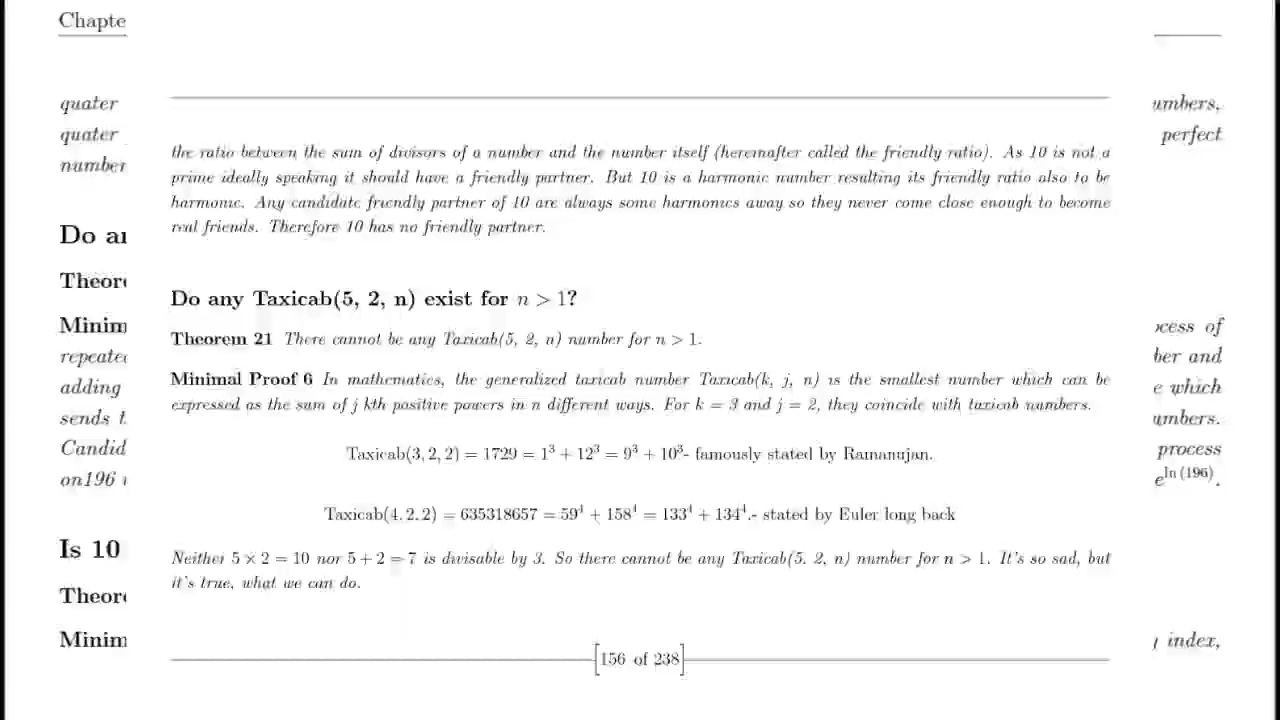 Chapte
quater umbers,
quater perfect
number
the ratio between the sum of divisors of a number and the number itself (hereinafter called the friendly ratio). As 10 is not a
prime ideally speaking it should have a friendly partner. But 10 is a harmonic number resulting its friendly ratio also to be
harmonic. Any candidate friendly partner of 10 are always some harmonics away so they never come close enough to become
real friends. Therefore 10 has no friendly partner.
Do ar
Theore
Do any Taxicab(5, 2, n) exist for n > 1?
Minim cess of
Theorem 21 There cannot be any Taxicab(5, 2, n) number for n > 1.
repeated ber and
Minimal Proof 6 In mathematics, the generalized taxicab number Taxicab(k, j, n) is the smallest number which can be
adding e which
expressed as the sum of j kth positive powers in n different ways. For k = 3 and j = 2, they coincide with taxicab numbers.
sends t umbers.
Candid process
Taxicab(3, 2, 2) = 1729 = 1³ + 12³ = 9³ + 10³- famously stated by Ramanujan.
on196 e^ln (196).
Taxicab(4, 2, 2) = 635318657 = 59⁴ + 158⁴ = 133⁴ + 134⁴.- stated by Euler long back
Is 10
Neither 5 × 2 = 10 nor 5 + 2 = 7 is divisable by 3. So there cannot be any Taxicab(5, 2, n) number for n > 1. It's so sad, but
it's true, what we can do.
Theore
Minim index,
[156 of 238]